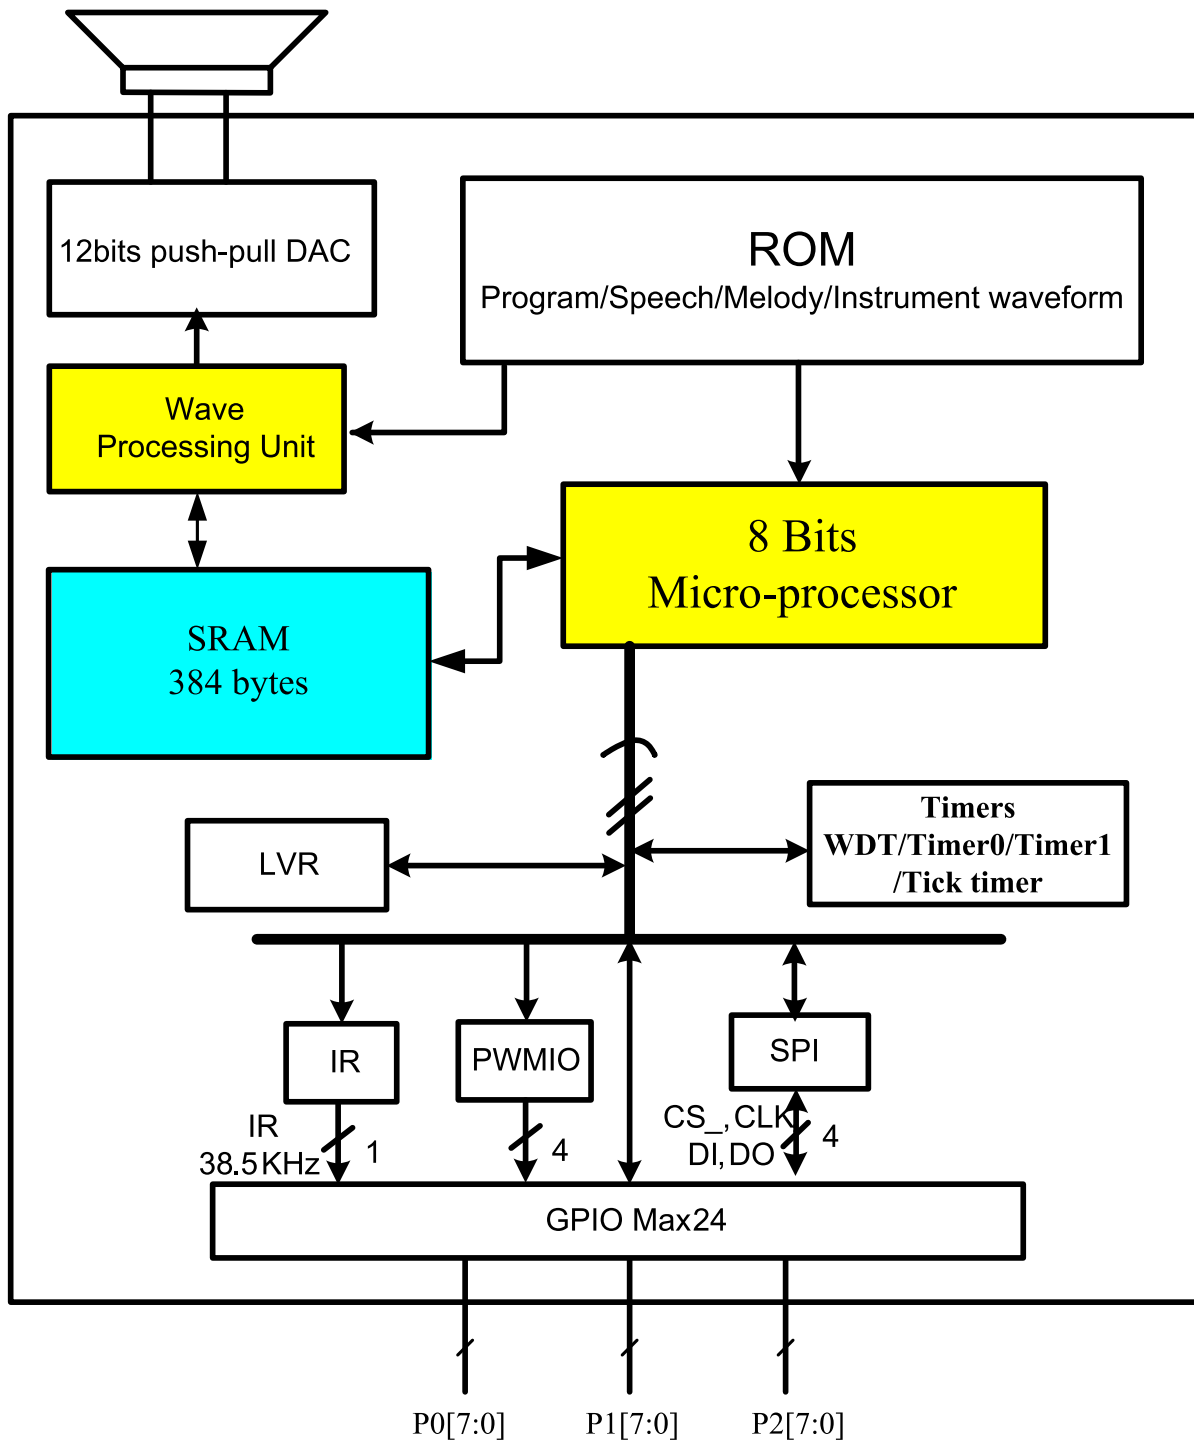 12bits push-pull DAC
ROM
Program/Speech/Melody/Instrument waveform
Wave
Processing Unit
8 Bits
Micro-processor
SRAM
384 bytes
Timers
WDT/Timer0/Timer1
/Tick timer
LVR
IR
PWMIO
SPI
IR
38.5KHz
1
4
CS_,CLK
DI,DO
4
GPIO Max24
P0[7:0]
P1[7:0]
P2[7:0]